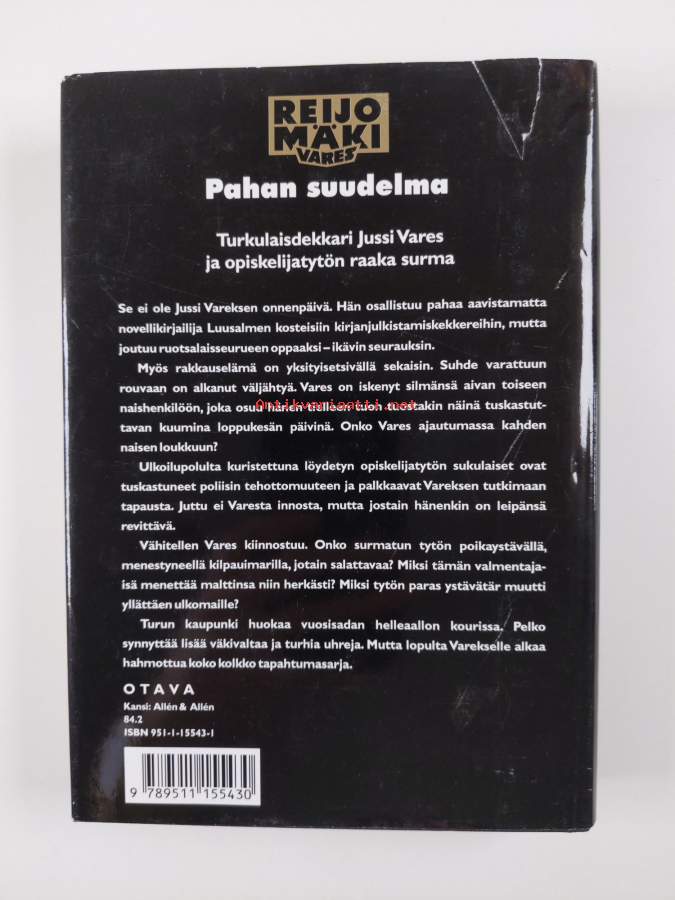 REIJO
MÄKI
VARES
Pahan suudelma
Turkulaisdekkari Jussi Vares
ja opiskelijatytön raaka surma
Se ei ole Jussi Vareksen onnenpäivä. Hän osallistuu pahaa aavistamatta
novellikirjailija Luusalmen kosteisiin kirjanjulkistamiskekkereihin, mutta
joutuu ruotsalaisseurueen oppaaksi – ikävin seurauksin.
Myös rakkauselämä on yksityisetsivällä sekaisin. Suhde varattuun
rouvaan on alkanut väljähtyä. Vares on iskenyt silmänsä aivan toiseen
naishenkilöön, joka osuu hänen tielleen tuon tuostakin näinä tuskastut-
Antikvariaatti.net
tavan kuumina loppukesän päivinä. Onko Vares ajautumassa kahden
naisen loukkuun?
Ulkoilupolulta kuristettuna löydetyn opiskelijatytön sukulaiset ovat
tuskastuneet poliisin tehottomuuteen ja palkkaavat Vareksen tutkimaan
tapausta. Juttu ei Varesta innosta, mutta jostain hänenkin on leipänsä
revittävä.
Vähitellen Vares kiinnostuu. Onko surmatun tytön poikaystävällä,
menestyneellä kilpauimarilla, jotain salattavaa? Miksi tämän valmentaja-
isä menettää malttinsa niin herkästi? Miksi tytön paras ystävätär muutti
yllättäen ulkomaille?
Turun kaupunki huokaa vuosisadan helleaallon kourissa. Pelko
synnyttää lisää väkivaltaa ja turhia uhreja. Mutta lopulta Varekselle alkaa
hahmottua koko kolkko tapahtumasarja.
OTAVA
Kansi: Allén & Allén
84.2
ISBN 951-1-15543-1
9 789511 155430